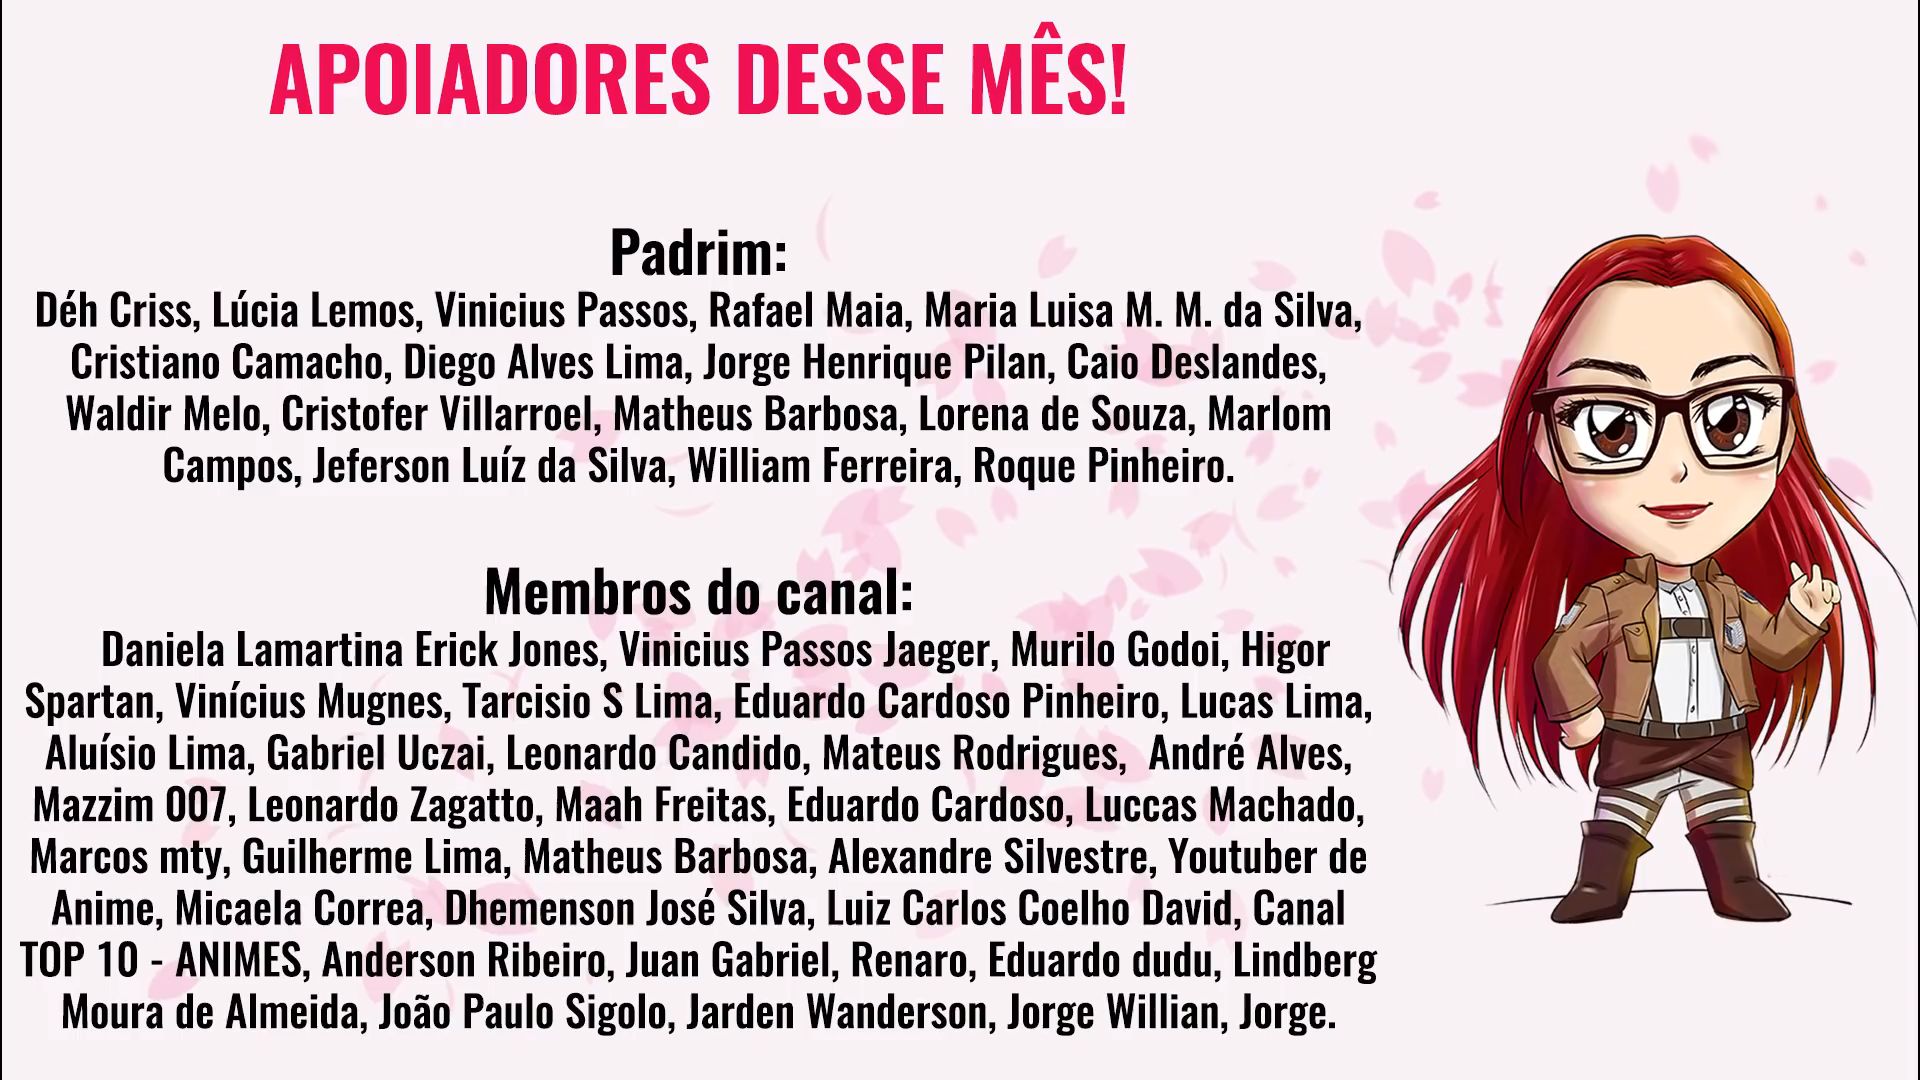 APOIADORES DESSE MÊS!
Padrim:
Déh Criss, Lúcia Lemos, Vinicius Passos, Rafael Maia, Maria Luisa M. M. da Silva,
Cristiano Camacho, Diego Alves Lima, Jorge Henrique Pilan, Caio Deslandes,
Waldir Melo, Cristofer Villarroel, Matheus Barbosa, Lorena de Souza, Marlom
Campos, Jeferson Luíz da Silva, William Ferreira, Roque Pinheiro.
Membros do canal:
Daniela Lamartina Erick Jones, Vinicius Passos Jaeger, Murilo Godoi, Higor
Spartan, Vinícius Mugnes, Tarcisio S Lima, Eduardo Cardoso Pinheiro, Lucas Lima,
Aluísio Lima, Gabriel Uczai, Leonardo Candido, Mateus Rodrigues,  André Alves,
Mazzim 007, Leonardo Zagatto, Maah Freitas, Eduardo Cardoso, Luccas Machado,
Marcos mty, Guilherme Lima, Matheus Barbosa, Alexandre Silvestre, Youtuber de
Anime, Micaela Correa, Dhemenson José Silva, Luiz Carlos Coelho David, Canal
TOP 10 - ANIMES, Anderson Ribeiro, Juan Gabriel, Renaro, Eduardo dudu, Lindberg
Moura de Almeida, João Paulo Sigolo, Jarden Wanderson, Jorge Willian, Jorge.